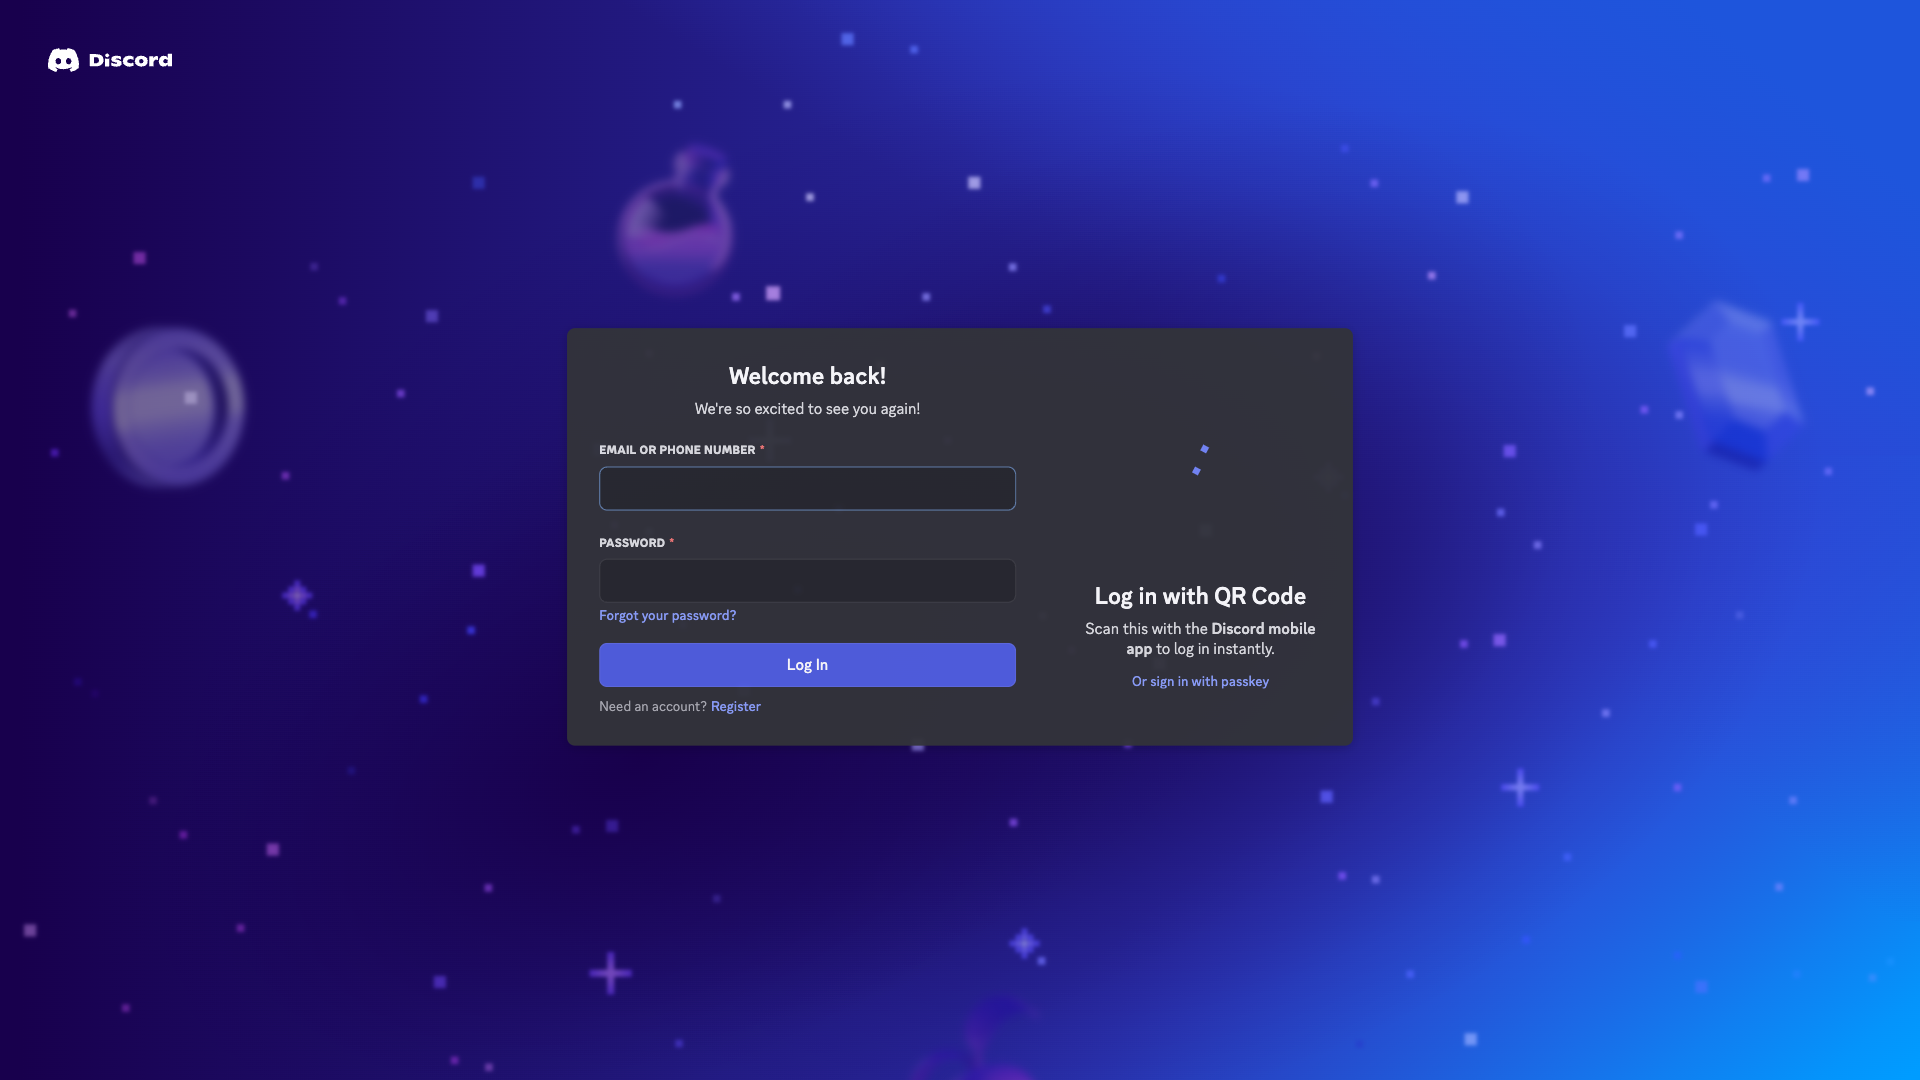 Discord
Welcome back!
We're so excited to see you again!
EMAIL OR PHONE NUMBER *
PASSWORD *
Forgot your password?
Log In
Need an account? Register
Log in with QR Code
Scan this with the Discord mobile
app to log in instantly.
Or sign in with passkey